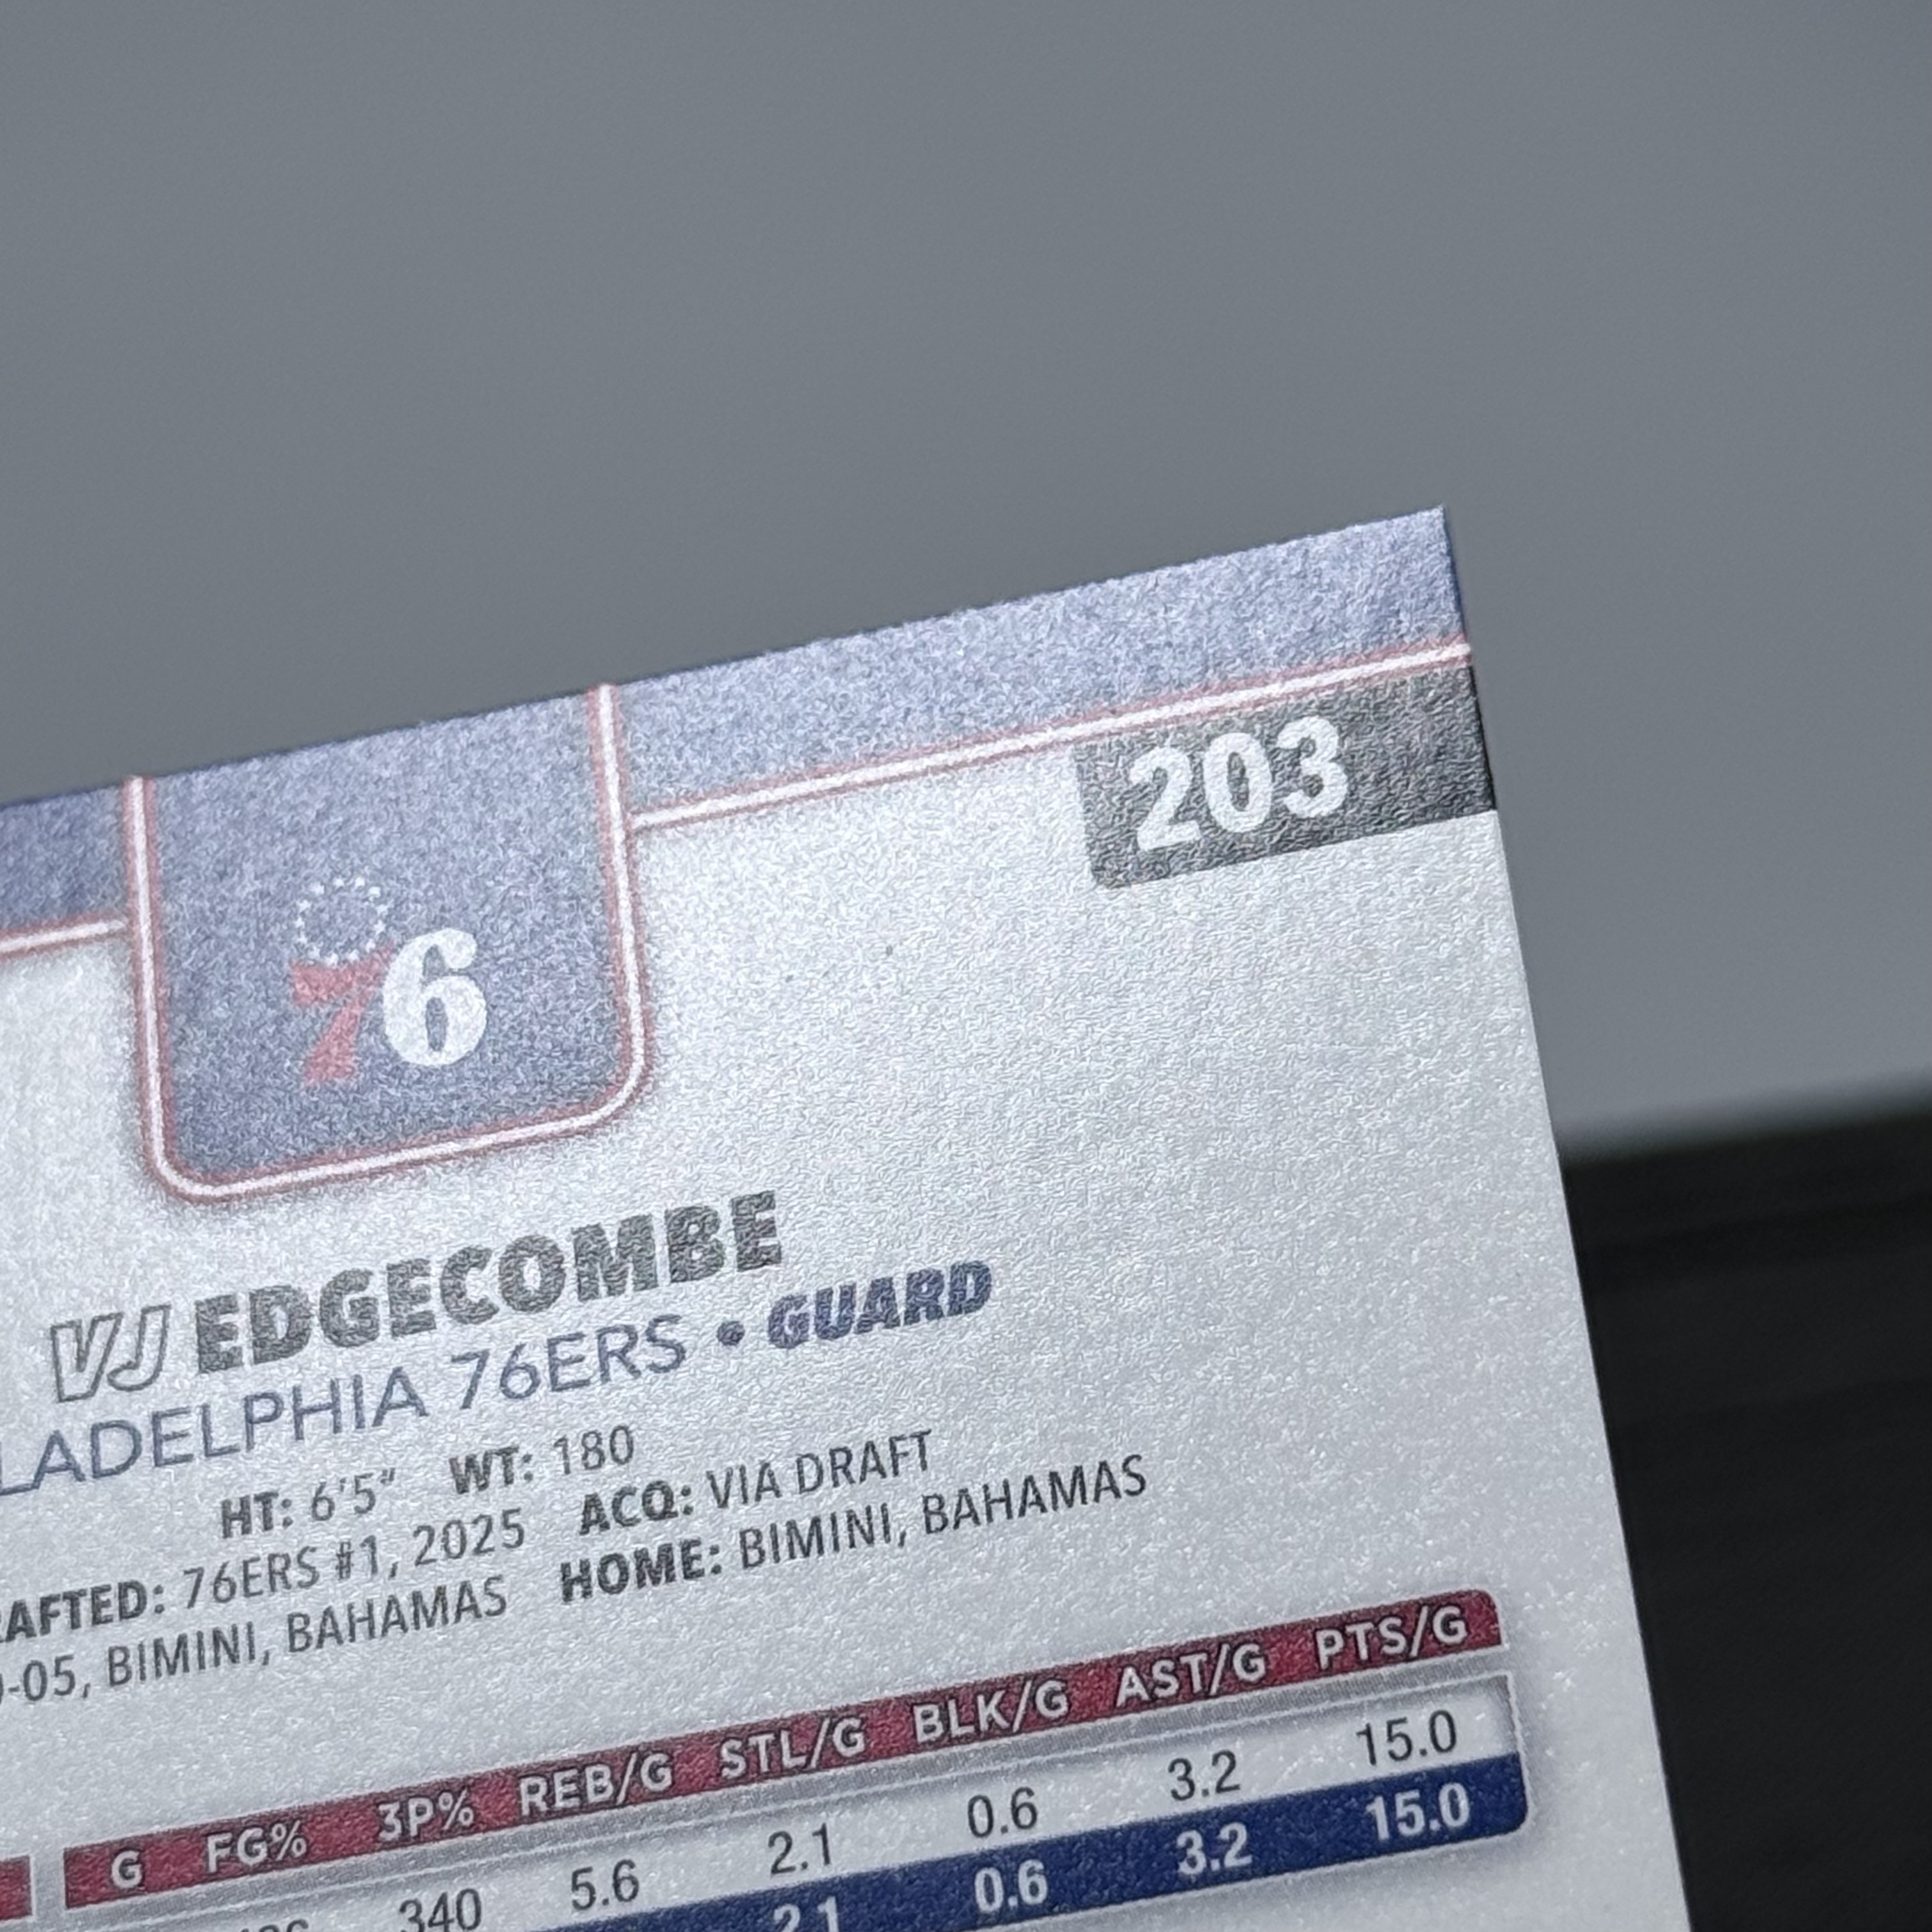 203
76
VJ EDGECOMBE
LADELPHIA 76ERS • GUARD
HT: 6'5" WT: 180
AFTED: 76ERS #1, 2025 ACQ: VIA DRAFT
-05, BIMINI, BAHAMAS HOME: BIMINI, BAHAMAS
G FG% 3P% REB/G STL/G BLK/G AST/G PTS/G
340 5.6 2.1 0.6 3.2 15.0
2.1 0.6 3.2 15.0